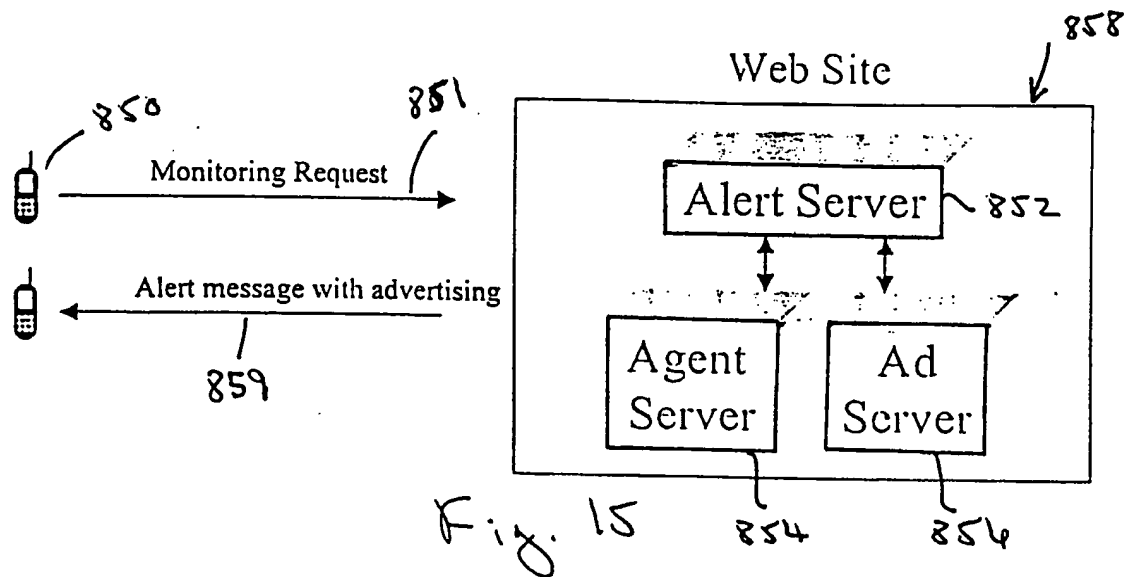 858
Web Site
850
851
Monitoring Request
Alert Server
852
Alert message with advertising
859
Agent
Server
Ad
Server
854
856
Fig. 15